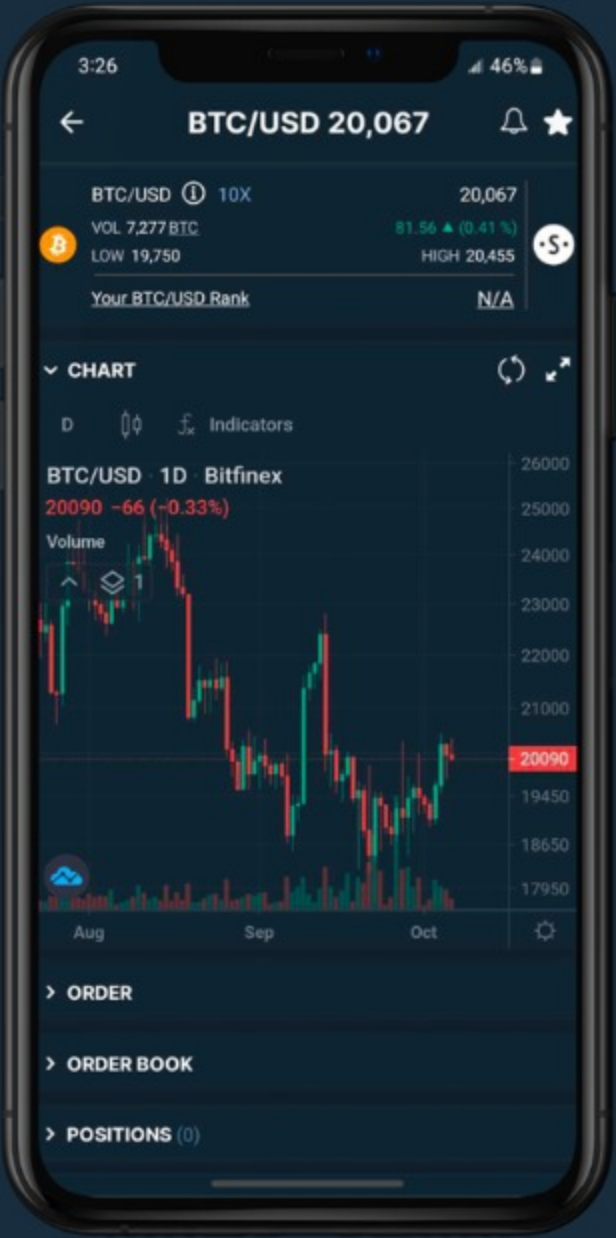 3:26
46%
BTC/USD 20,067
BTC/USD 10X 20,067
VOL 7,277 BTC 81.56 ▲ (0.41 %)
LOW 19,750 HIGH 20,455
Your BTC/USD Rank N/A
CHART
D Indicators
BTC/USD 1D Bitfinex
20090 −66 (−0.33%)
Volume
1
26000
25000
24000
23000
22000
21000
20090
19450
18650
17950
Aug Sep Oct
ORDER
ORDER BOOK
POSITIONS (0)